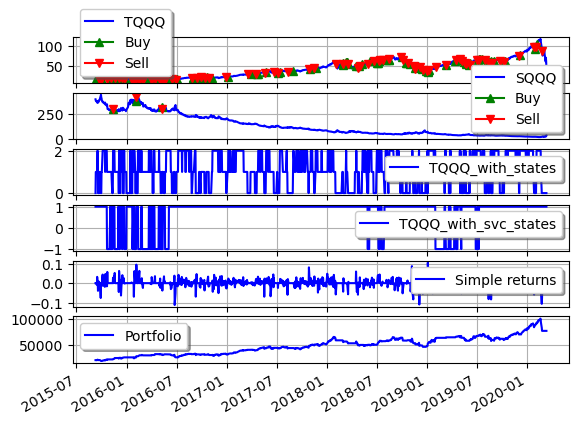 TQQQ
Buy
Sell
100
50
SQQQ
Buy
Sell
250
0
2
0
TQQQ_with_states
1
0
−1
TQQQ_with_svc_states
0.1
0.0
−0.1
Simple returns
100000
50000
Portfolio
2015-07
2016-01
2016-07
2017-01
2017-07
2018-01
2018-07
2019-01
2019-07
2020-01